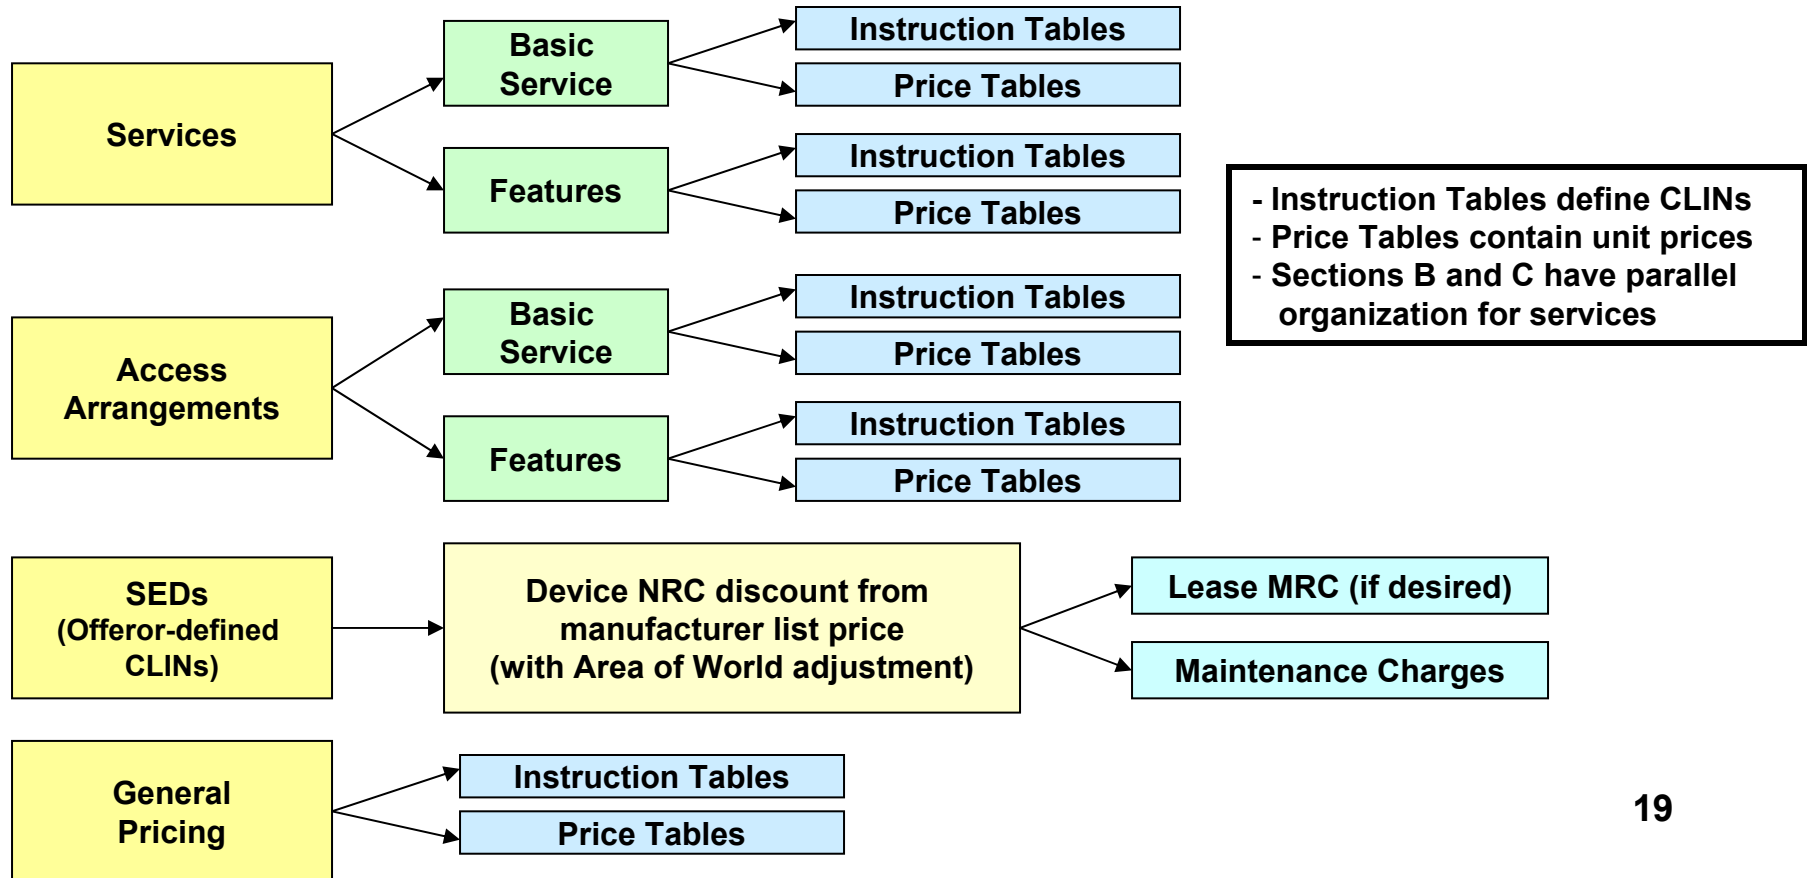 Services
Basic
Service
Instruction Tables
Price Tables
Features
Instruction Tables
Price Tables
- Instruction Tables define CLINs
- Price Tables contain unit prices
- Sections B and C have parallel
organization for services
Access
Arrangements
Basic
Service
Instruction Tables
Price Tables
Features
Instruction Tables
Price Tables
SEDs
(Offeror-defined
CLINs)
Device NRC discount from
manufacturer list price
(with Area of World adjustment)
Lease MRC (if desired)
Maintenance Charges
General
Pricing
Instruction Tables
Price Tables
19